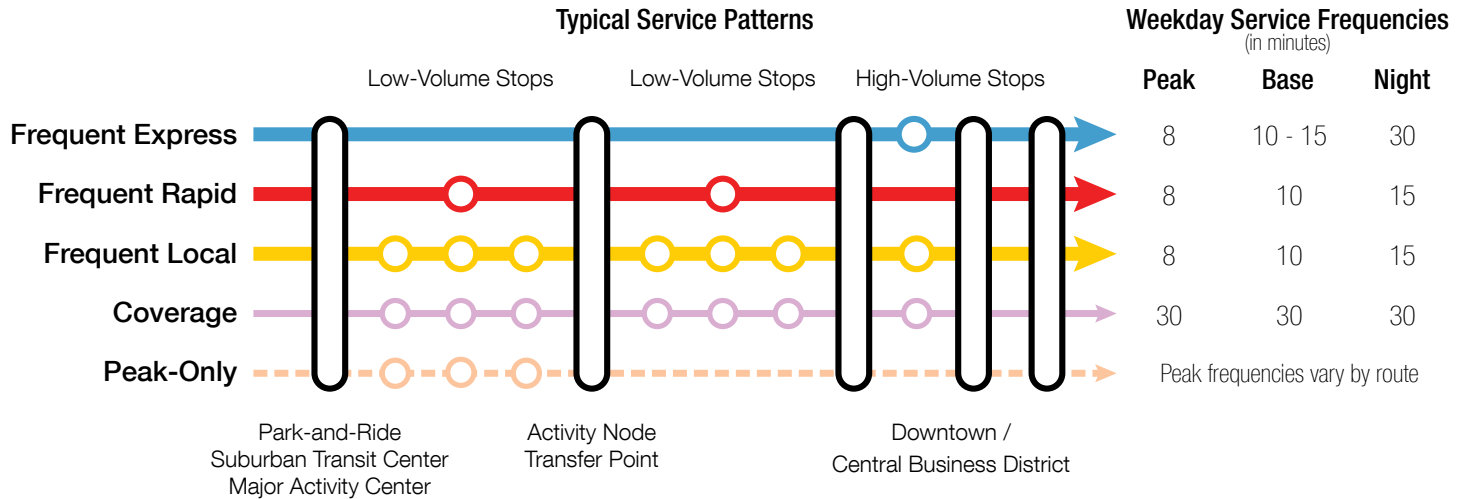 Typical Service Patterns
Weekday Service Frequencies
(in minutes)
Low-Volume Stops
Low-Volume Stops
High-Volume Stops
Peak
Base
Night
Frequent Express
8
10 - 15
30
Frequent Rapid
8
10
15
Frequent Local
8
10
15
Coverage
30
30
30
Peak-Only
Peak frequencies vary by route
Park-and-Ride
Suburban Transit Center
Major Activity Center
Activity Node
Transfer Point
Downtown /
Central Business District